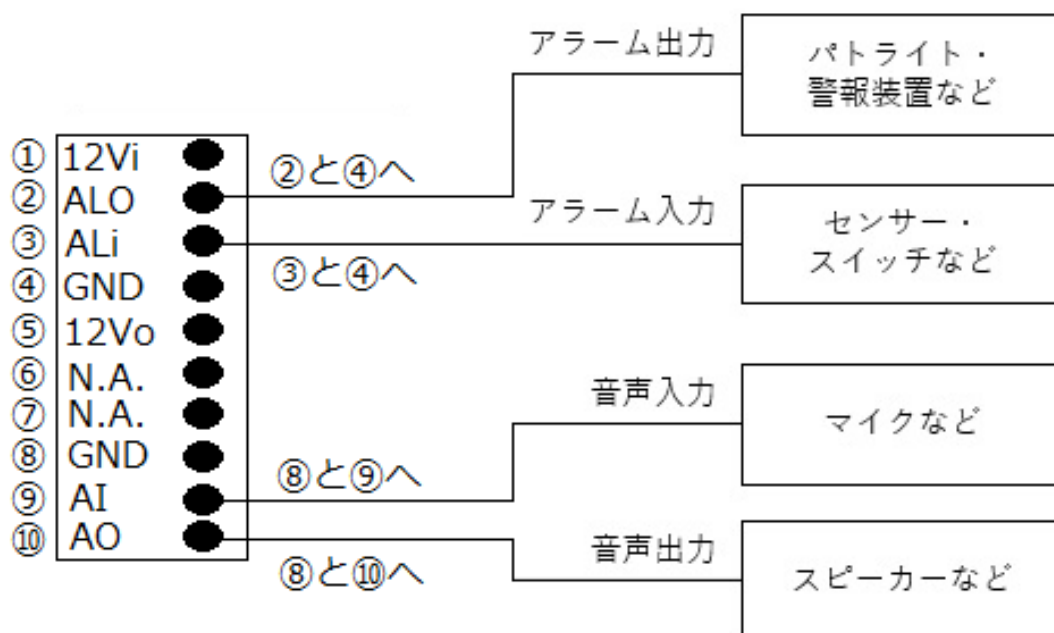 アラーム出力
パトライト・
警報装置など
① 12Vi
②と④へ
② ALO
アラーム入力
センサー・
スイッチなど
③ ALi
③と④へ
④ GND
⑤ 12Vo
⑥ N.A.
音声入力
マイクなど
⑦ N.A.
⑧ GND
⑧と⑨へ
⑨ AI
⑩ AO
音声出力
スピーカーなど
⑧と⑩へ